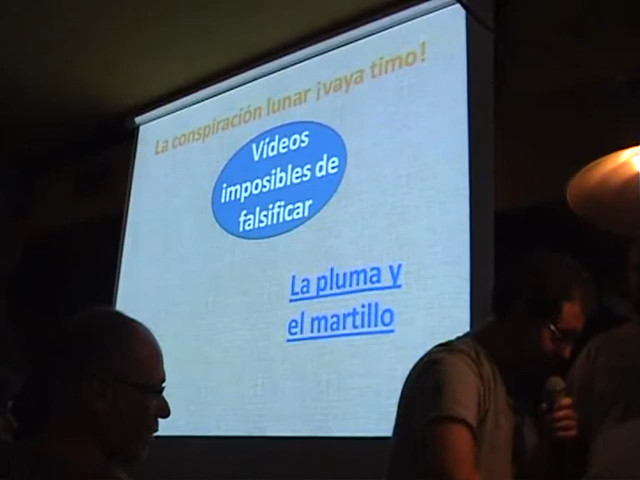 La conspiración lunar ¡vaya timo!
Vídeos
imposibles de
falsificar
La pluma y
el martillo